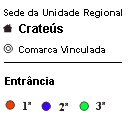 Sede da Unidade Regional
Crateús
Comarca Vinculada
Entrância
1ª 2ª 3ª